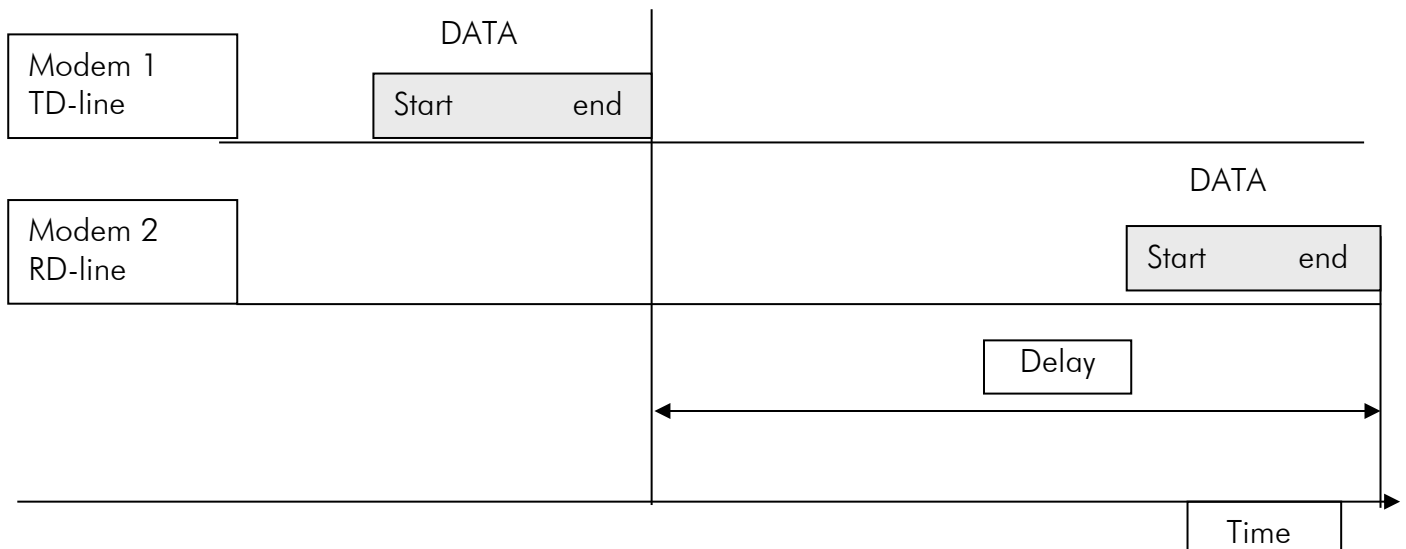 DATA
Modem 1
TD-line
Start end
DATA
Modem 2
RD-line
Start end
Delay
Time